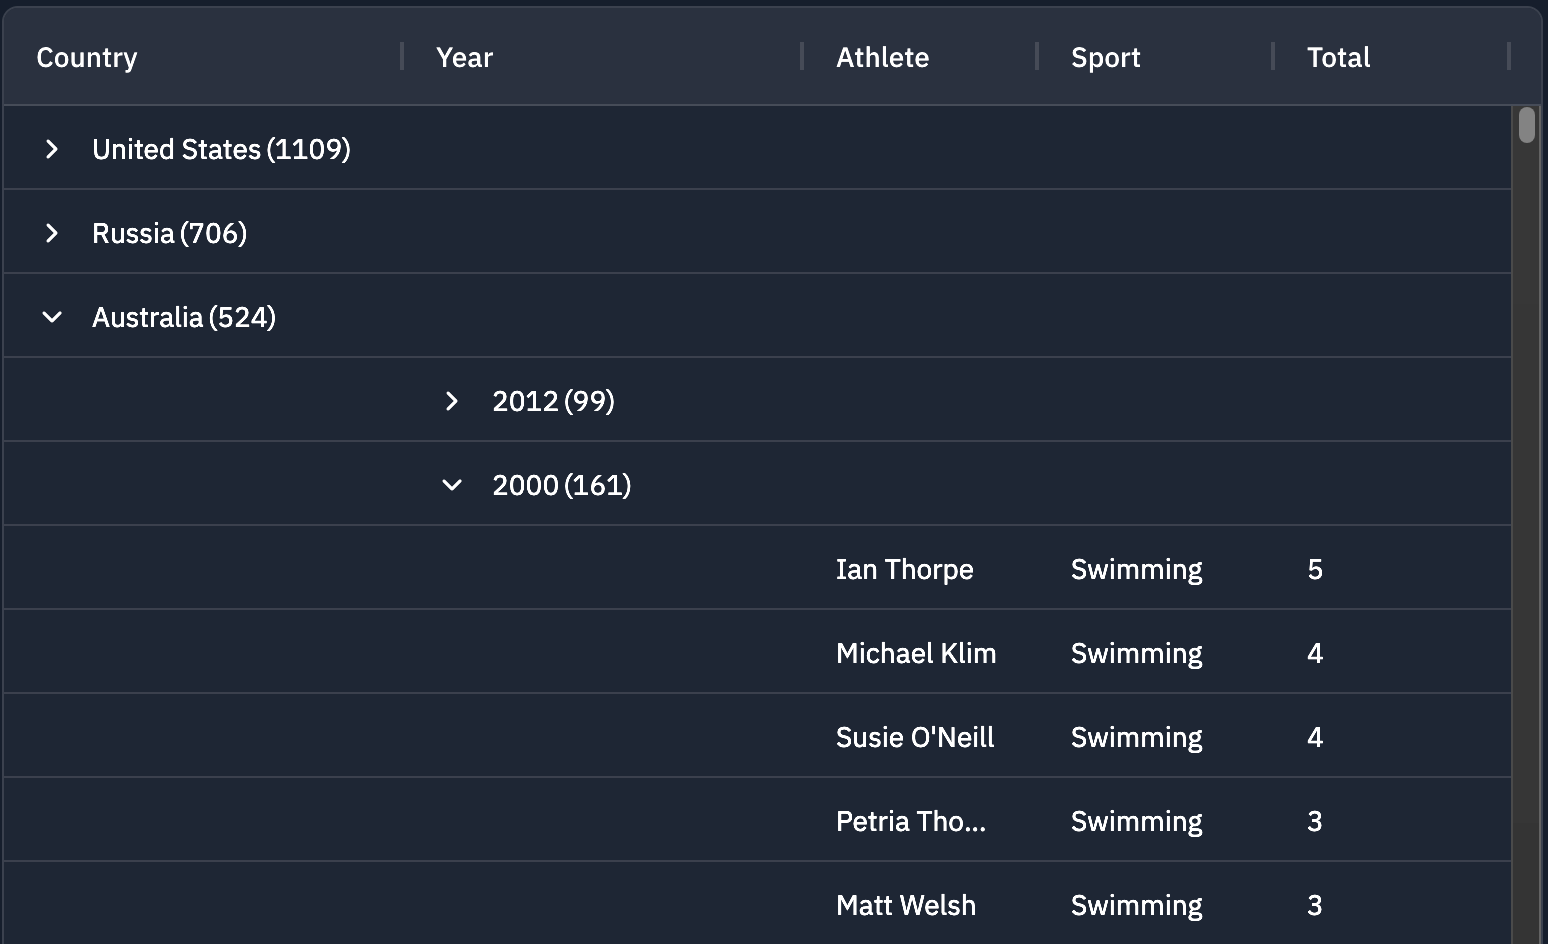 Country Year Athlete Sport Total
United States (1109)
Russia (706)
Australia (524)
2012 (99)
2000 (161)
Ian Thorpe Swimming 5
Michael Klim Swimming 4
Susie O'Neill Swimming 4
Petria Tho... Swimming 3
Matt Welsh Swimming 3